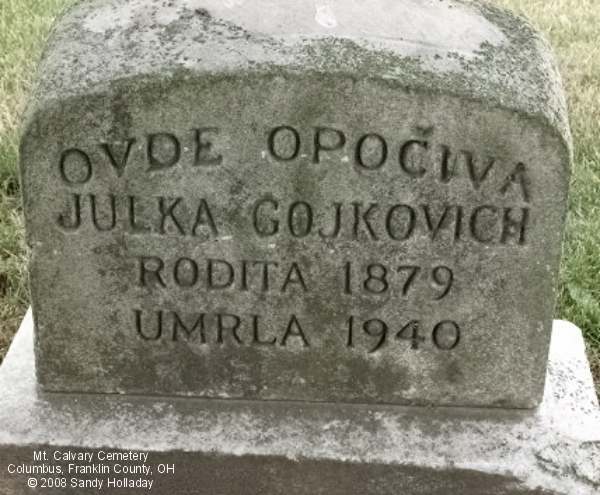 OVDE OPOČIVA
JULKA GOJKOVICH
RODITA 1879
UMRLA 1940
Mt. Calvary Cemetery
Columbus, Franklin County, OH
© 2008 Sandy Holladay